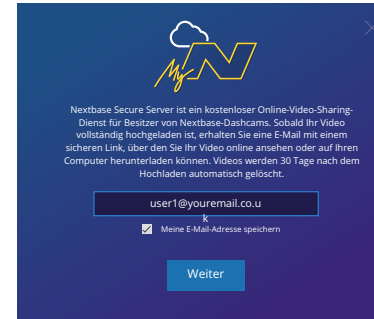 My N
Nextbase Secure Server ist ein kostenloser Online-Video-Sharing-
Dienst für Besitzer von Nextbase-Dashcams. Sobald Ihr Video
vollständig hochgeladen ist, erhalten Sie eine E-Mail mit einem
sicheren Link, über den Sie Ihr Video online ansehen oder auf Ihren
Computer herunterladen können. Videos werden 30 Tage nach dem
Hochladen automatisch gelöscht.
user1@youremail.co.u
k
Meine E-Mail-Adresse speichern
Weiter